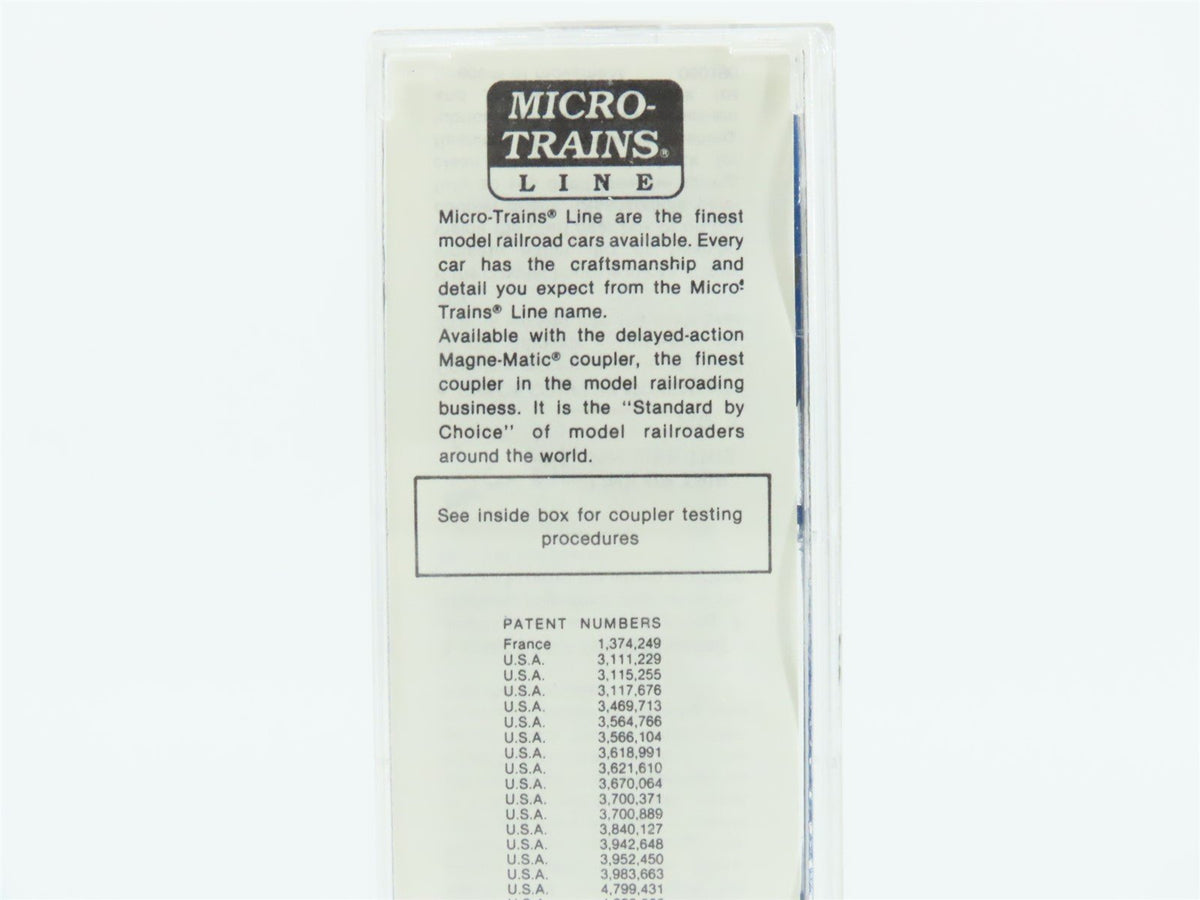 MICRO-
TRAINS®
LINE
Micro-Trains® Line are the finest
model railroad cars available. Every
car has the craftsmanship and
detail you expect from the Micro-
Trains® Line name.
Available with the delayed-action
Magne-Matic® coupler, the finest
coupler in the model railroading
business. It is the "Standard by
Choice" of model railroaders
around the world.
See inside box for coupler testing
procedures
PATENT NUMBERS
France 1,374,249
U.S.A. 3,111,229
U.S.A. 3,115,255
U.S.A. 3,117,676
U.S.A. 3,469,713
U.S.A. 3,564,766
U.S.A. 3,566,104
U.S.A. 3,618,991
U.S.A. 3,621,610
U.S.A. 3,670,064
U.S.A. 3,700,371
U.S.A. 3,700,889
U.S.A. 3,840,127
U.S.A. 3,942,648
U.S.A. 3,952,450
U.S.A. 3,983,663
U.S.A. 4,799,431